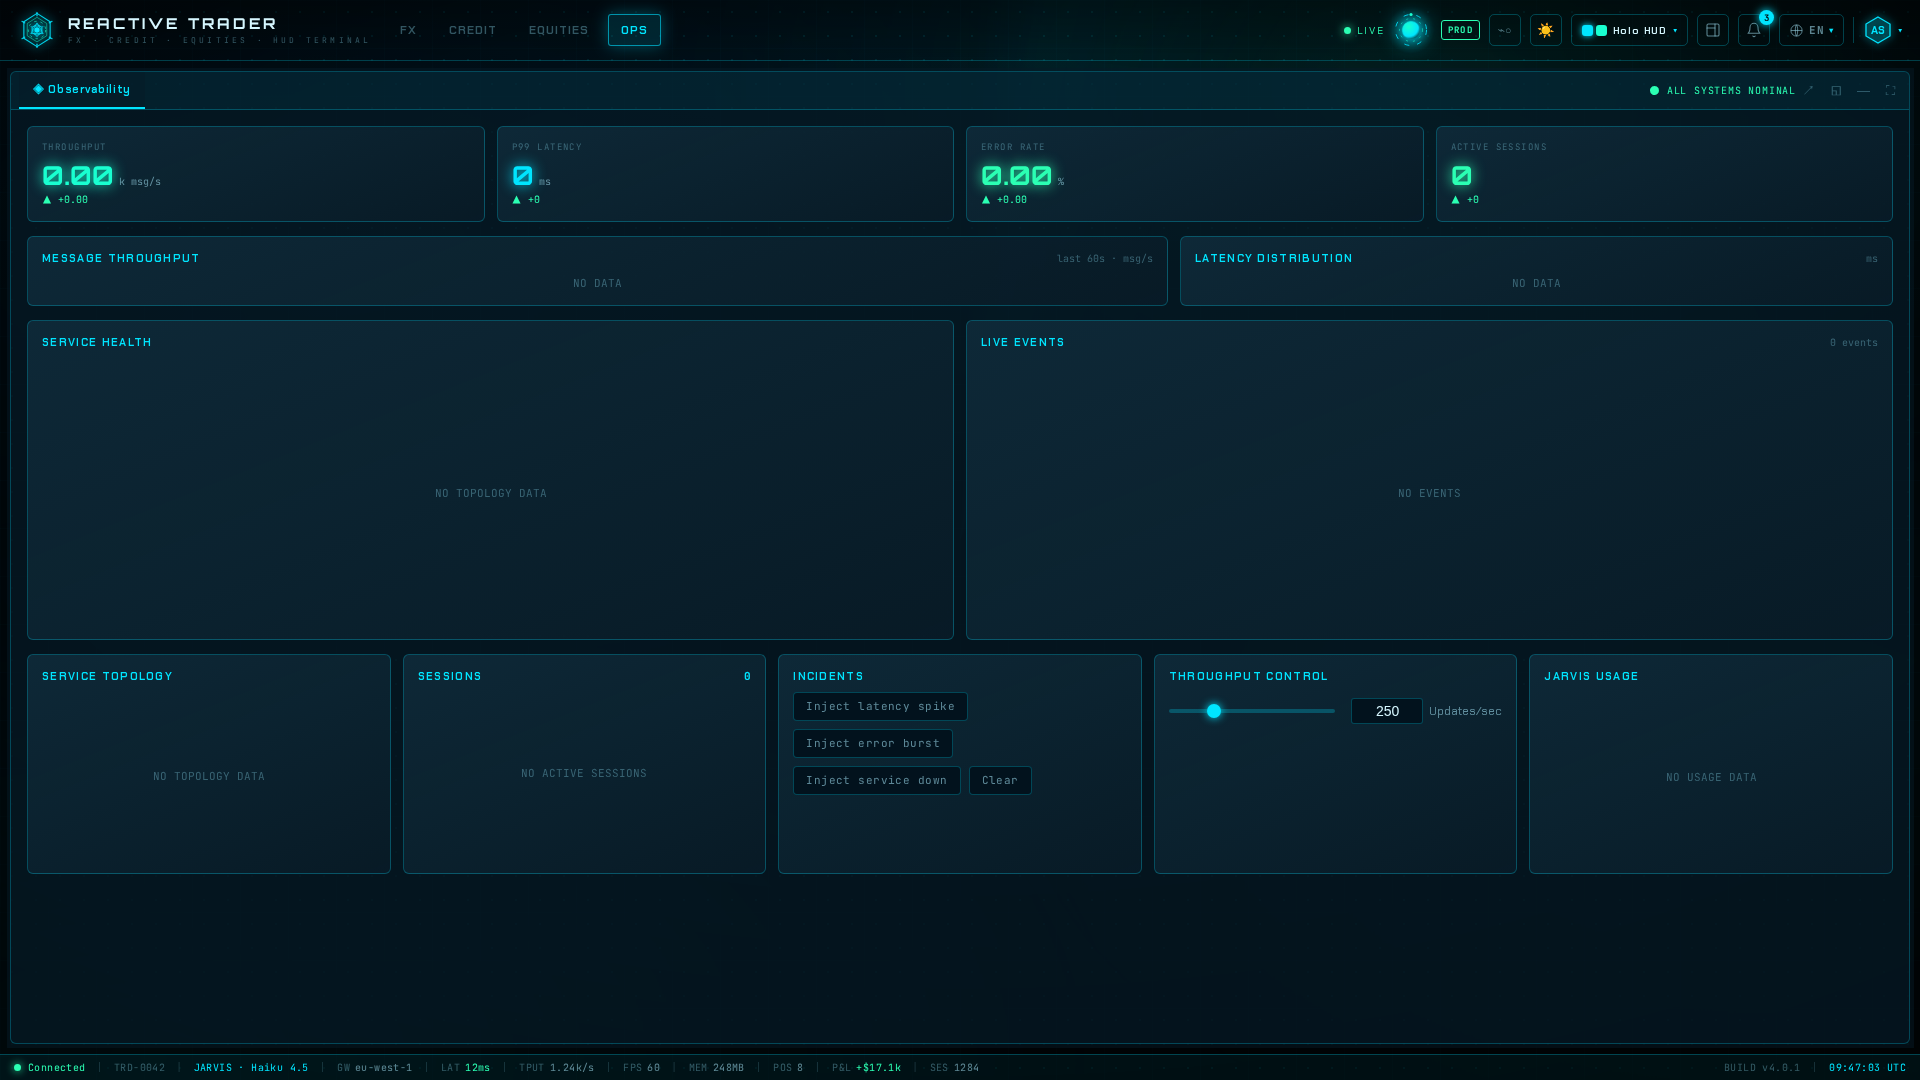 REACTIVE TRADER
FX · CREDIT · EQUITIES · HUD TERMINAL
FX CREDIT EQUITIES OPS
LIVE PROD Holo HUD 3 EN AS
Observability
ALL SYSTEMS NOMINAL
THROUGHPUT
0.00 k msg/s
▲ +0.00
P99 LATENCY
0 ms
▲ +0
ERROR RATE
0.00 %
▲ +0.00
ACTIVE SESSIONS
0
▲ +0
MESSAGE THROUGHPUT last 60s · msg/s
NO DATA
LATENCY DISTRIBUTION ms
NO DATA
SERVICE HEALTH
NO TOPOLOGY DATA
LIVE EVENTS 0 events
NO EVENTS
SERVICE TOPOLOGY
NO TOPOLOGY DATA
SESSIONS 0
NO ACTIVE SESSIONS
INCIDENTS
Inject latency spike
Inject error burst
Inject service down Clear
THROUGHPUT CONTROL
250 Updates/sec
JARVIS USAGE
NO USAGE DATA
Connected TRD-0042 JARVIS · Haiku 4.5 GW eu-west-1 LAT 12ms TPUT 1.24k/s FPS 60 MEM 248MB POS 8 P&L +$17.1k SES 1284 BUILD v4.0.1 09:47:03 UTC